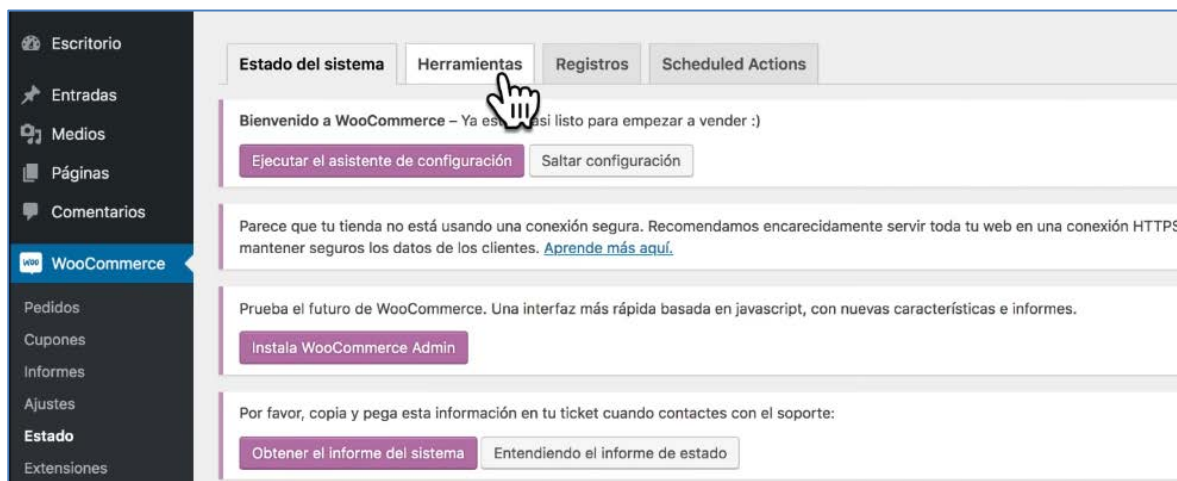 Escritorio
Entradas
Medios
Páginas
Comentarios
WOO WooCommerce
Pedidos
Cupones
Informes
Ajustes
Estado
Extensiones
Estado del sistema Herramientas Registros Scheduled Actions
Bienvenido a WooCommerce – Ya asi listo para empezar a vender :)
Ejecutar el asistente de configuración Saltar configuración
Parece que tu tienda no está usando una conexión segura. Recomendamos encarecidamente servir toda tu web en una conexión HTTPS
mantener seguros los datos de los clientes. Aprende más aquí.
Prueba el futuro de WooCommerce. Una interfaz más rápida basada en javascript, con nuevas características e informes.
Instala WooCommerce Admin
Por favor, copia y pega esta información en tu ticket cuando contactes con el soporte:
Obtener el informe del sistema Entendiendo el informe de estado